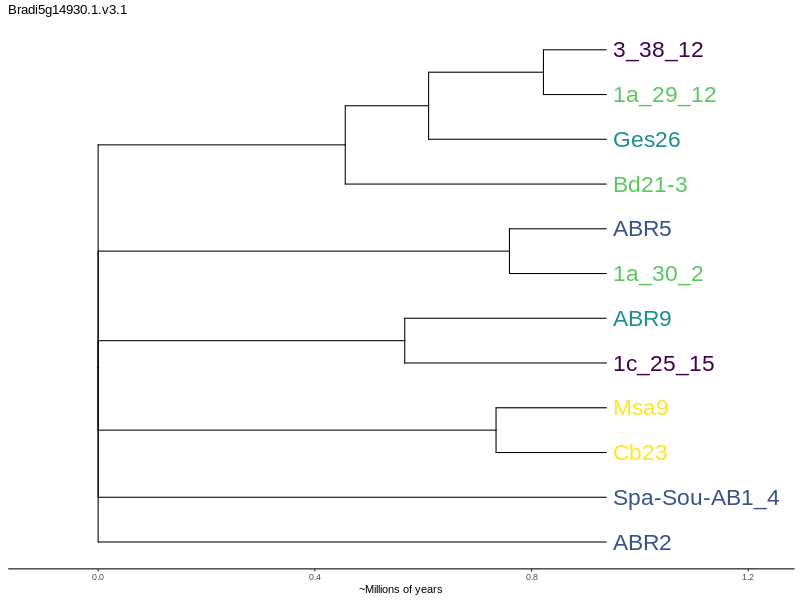 Bradi5g14930.1.v3.1
3_38_12
1a_29_12
Ges26
Bd21-3
ABR5
1a_30_2
ABR9
1c_25_15
Msa9
Cb23
Spa-Sou-AB1_4
ABR2
0.0 0.4 0.8 1.2
~Millions of years